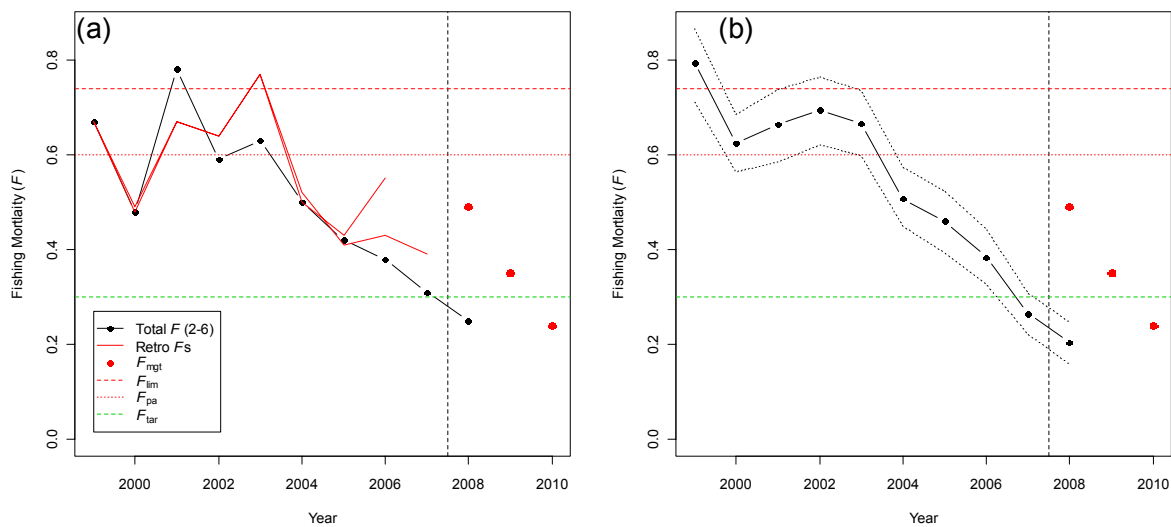 (a)
Fishing Mortlaity (F)
0.8
0.6
0.4
0.2
0.0
Total F (2-6)
Retro Fs
Fmgt
Flim
Fpa
Ftar
2000 2002 2004 2006 2008 2010
Year
(b)
Fishing Mortlaity (F)
0.8
0.6
0.4
0.2
0.0
2000 2002 2004 2006 2008 2010
Year